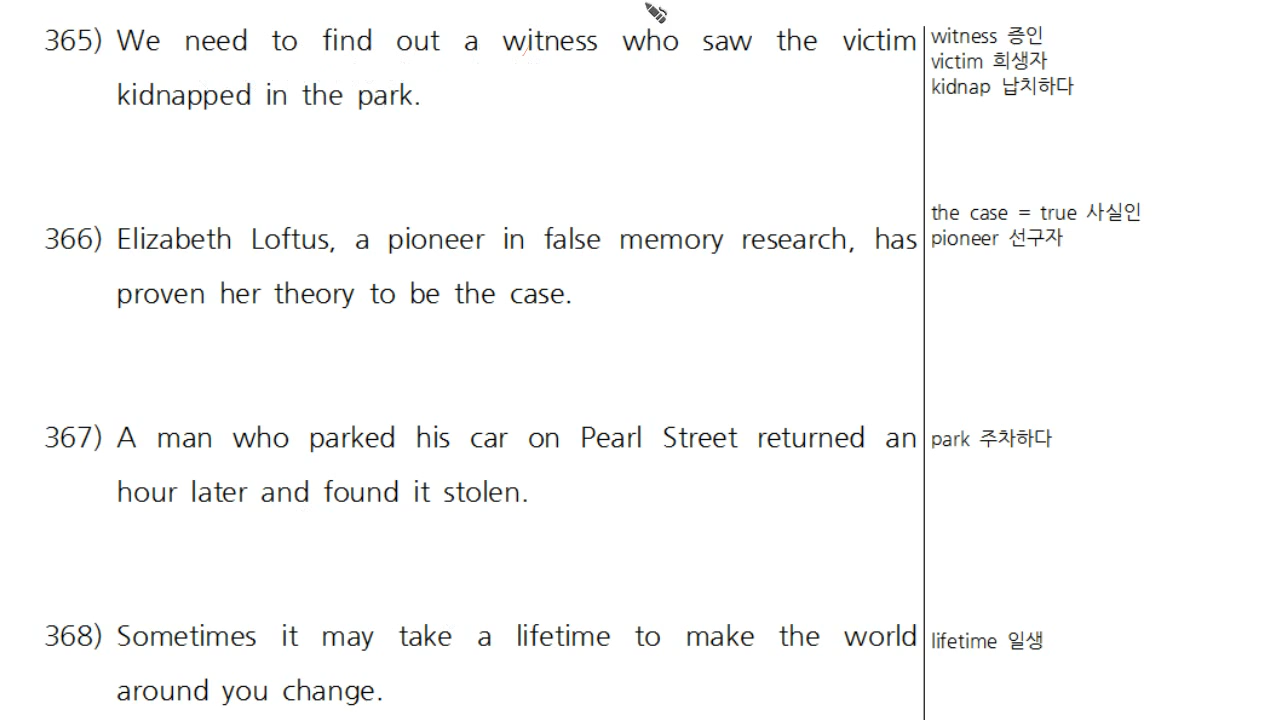 365) We need to find out a witness who saw the victim
kidnapped in the park.
witness 증인
victim 희생자
kidnap 납치하다
366) Elizabeth Loftus, a pioneer in false memory research, has
proven her theory to be the case.
the case = true 사실인
pioneer 선구자
367) A man who parked his car on Pearl Street returned an
hour later and found it stolen.
park 주차하다
368) Sometimes it may take a lifetime to make the world
around you change.
lifetime 일생